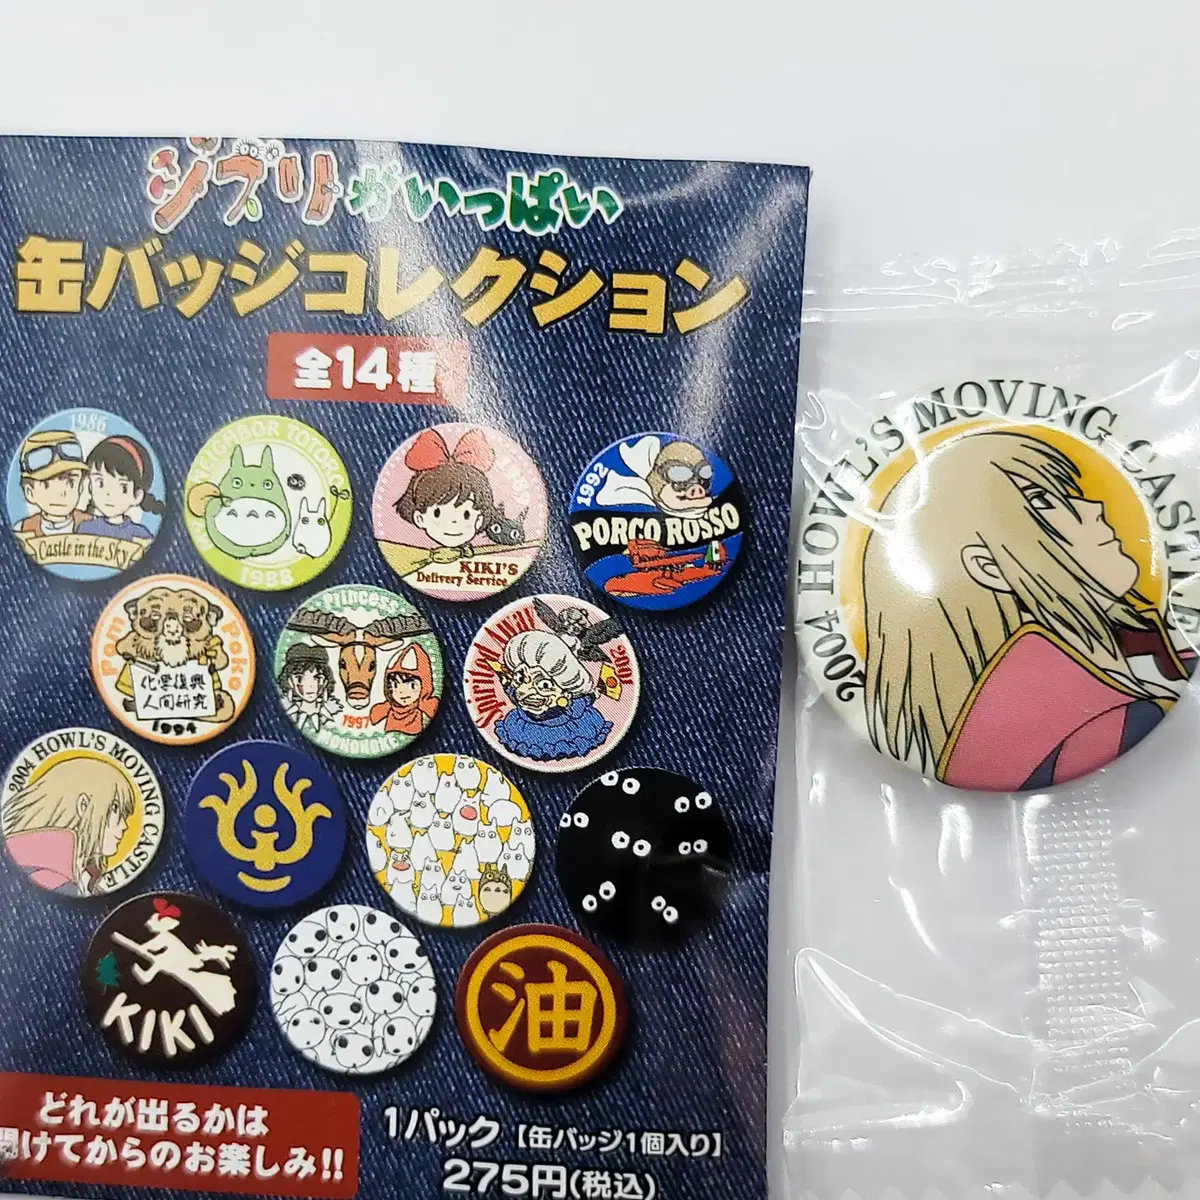 ジブリがいっぱい
缶バッジコレクション
全14種
1986
Castle in the Sky
MY NEIGHBOR TOTORO
1988
1989
KIKI'S
Delivery Service
1992
PORCO ROSSO
Pom Poko
化学復興
人間研究
1994
Princess
1997
MONONOKE
Spirited Away
2001
2004 HOWL'S MOVING CASTLE
KIKI
油
どれが出るかは
開けてからのお楽しみ!!
1パック【缶バッジ1個入り】
275円(税込)
2004 HOWL'S MOVING CASTLE